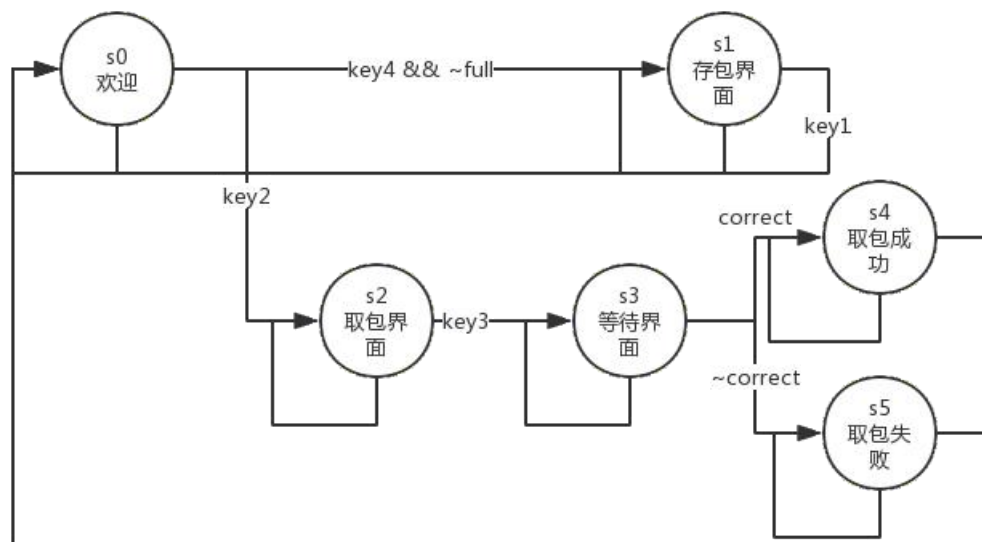 s0
欢迎
key4 && ~full
s1
存包界
面
key1
key2
correct
s4
取包成
功
s2
取包界
面
key3
s3
等待界
面
~correct
s5
取包失
败